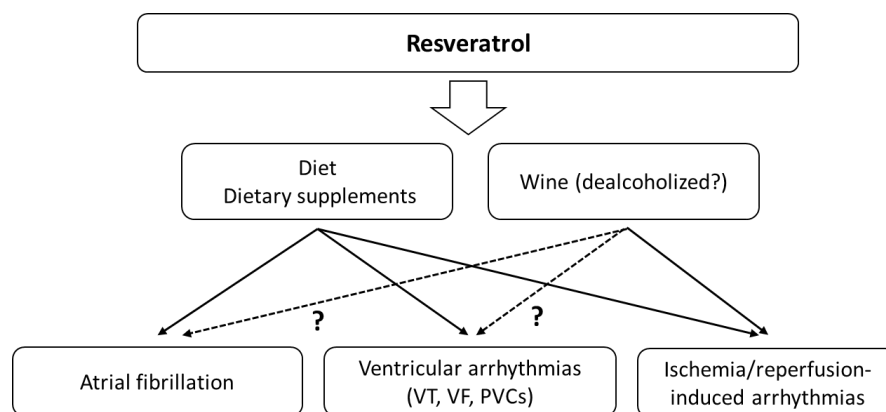 Resveratrol
Diet
Dietary supplements
Wine (dealcoholized?)
?
?
Atrial fibrillation
Ventricular arrhythmias
(VT, VF, PVCs)
Ischemia/reperfusion-
induced arrhythmias